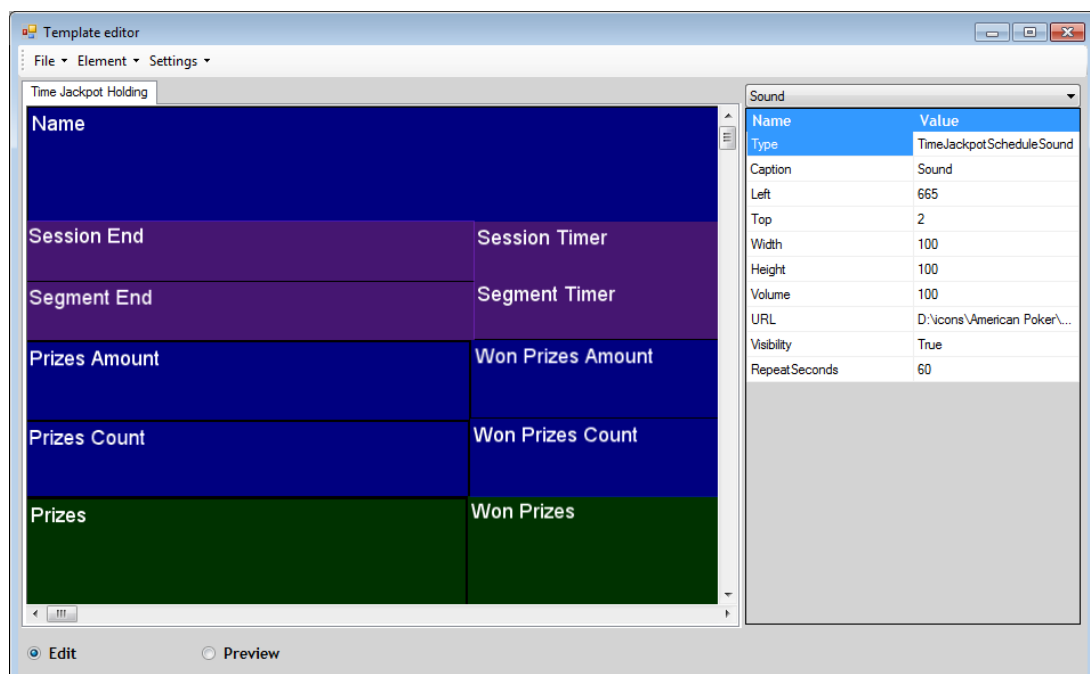 Template editor
File Element Settings
Time Jackpot Holding
Sound
Name
Name Value
Type TimeJackpotScheduleSound
Caption Sound
Left 665
Top 2
Width 100
Height 100
Volume 100
URL D:\icons\American Poker\...
Visibility True
RepeatSeconds 60
Session End Session Timer
Segment End Segment Timer
Prizes Amount Won Prizes Amount
Prizes Count Won Prizes Count
Prizes Won Prizes
Edit Preview